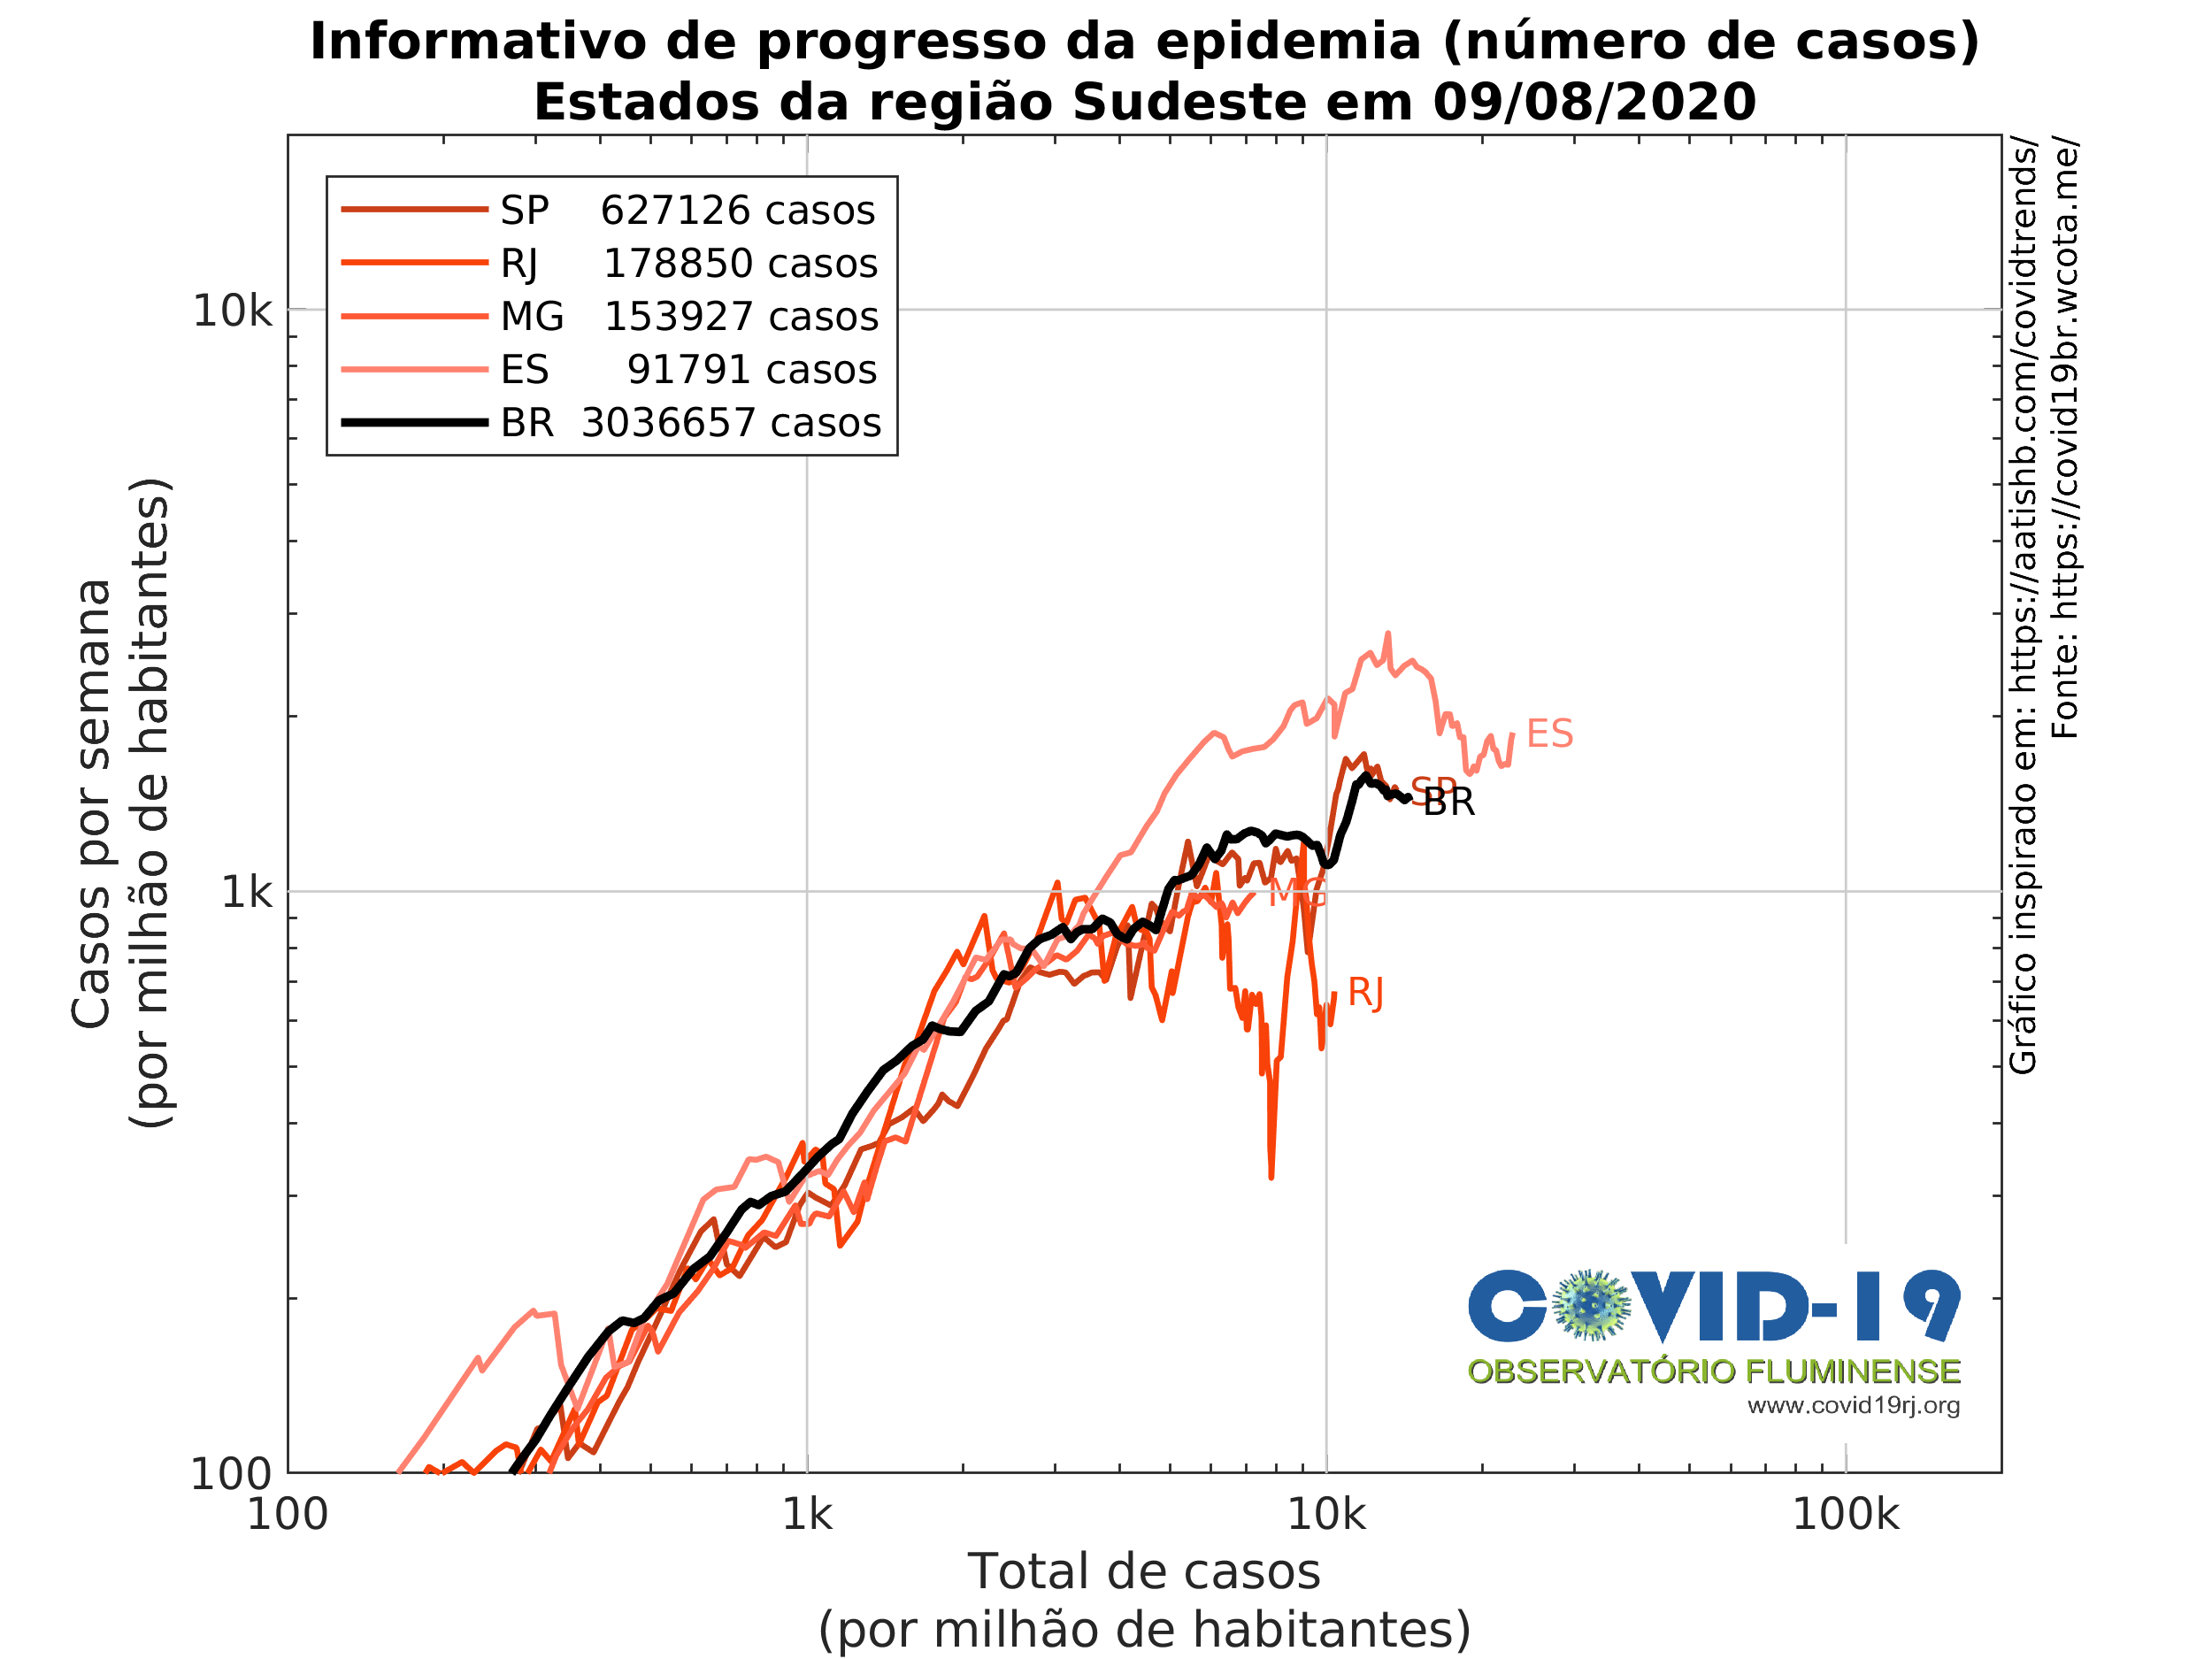 Informativo de progresso da epidemia (número de casos)
Estados da região Sudeste em 09/08/2020
SP 627126 casos
RJ 178850 casos
MG 153927 casos
ES 91791 casos
BR 3036657 casos
10k
1k
100
Casos por semana
(por milhão de habitantes)
ES
SP
BR
MG
RJ
Gráfico inspirado em: https://aatishb.com/covidtrends/
Fonte: https://covid19br.wcota.me/
COVID-19
OBSERVATÓRIO FLUMINENSE
www.covid19rj.org
100
1k
10k
100k
Total de casos
(por milhão de habitantes)